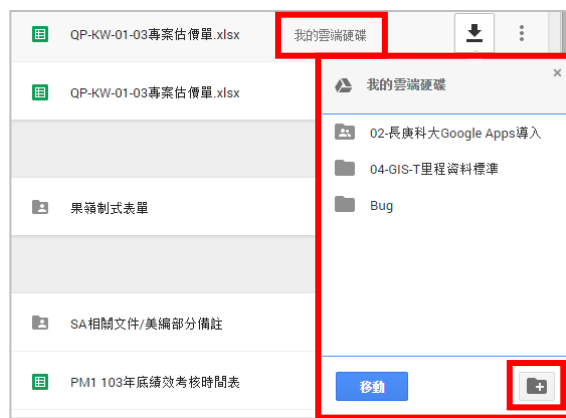 QP-KW-01-03專案估價單.xlsx
我的雲端硬碟
QP-KW-01-03專案估價單.xlsx
果嶺制式表單
SA相關文件/美編部分備註
PM1 103年底績效考核時間表
我的雲端硬碟
×
02-長庚科大Google Apps導入
04-GIS-T里程資料標準
Bug
移動